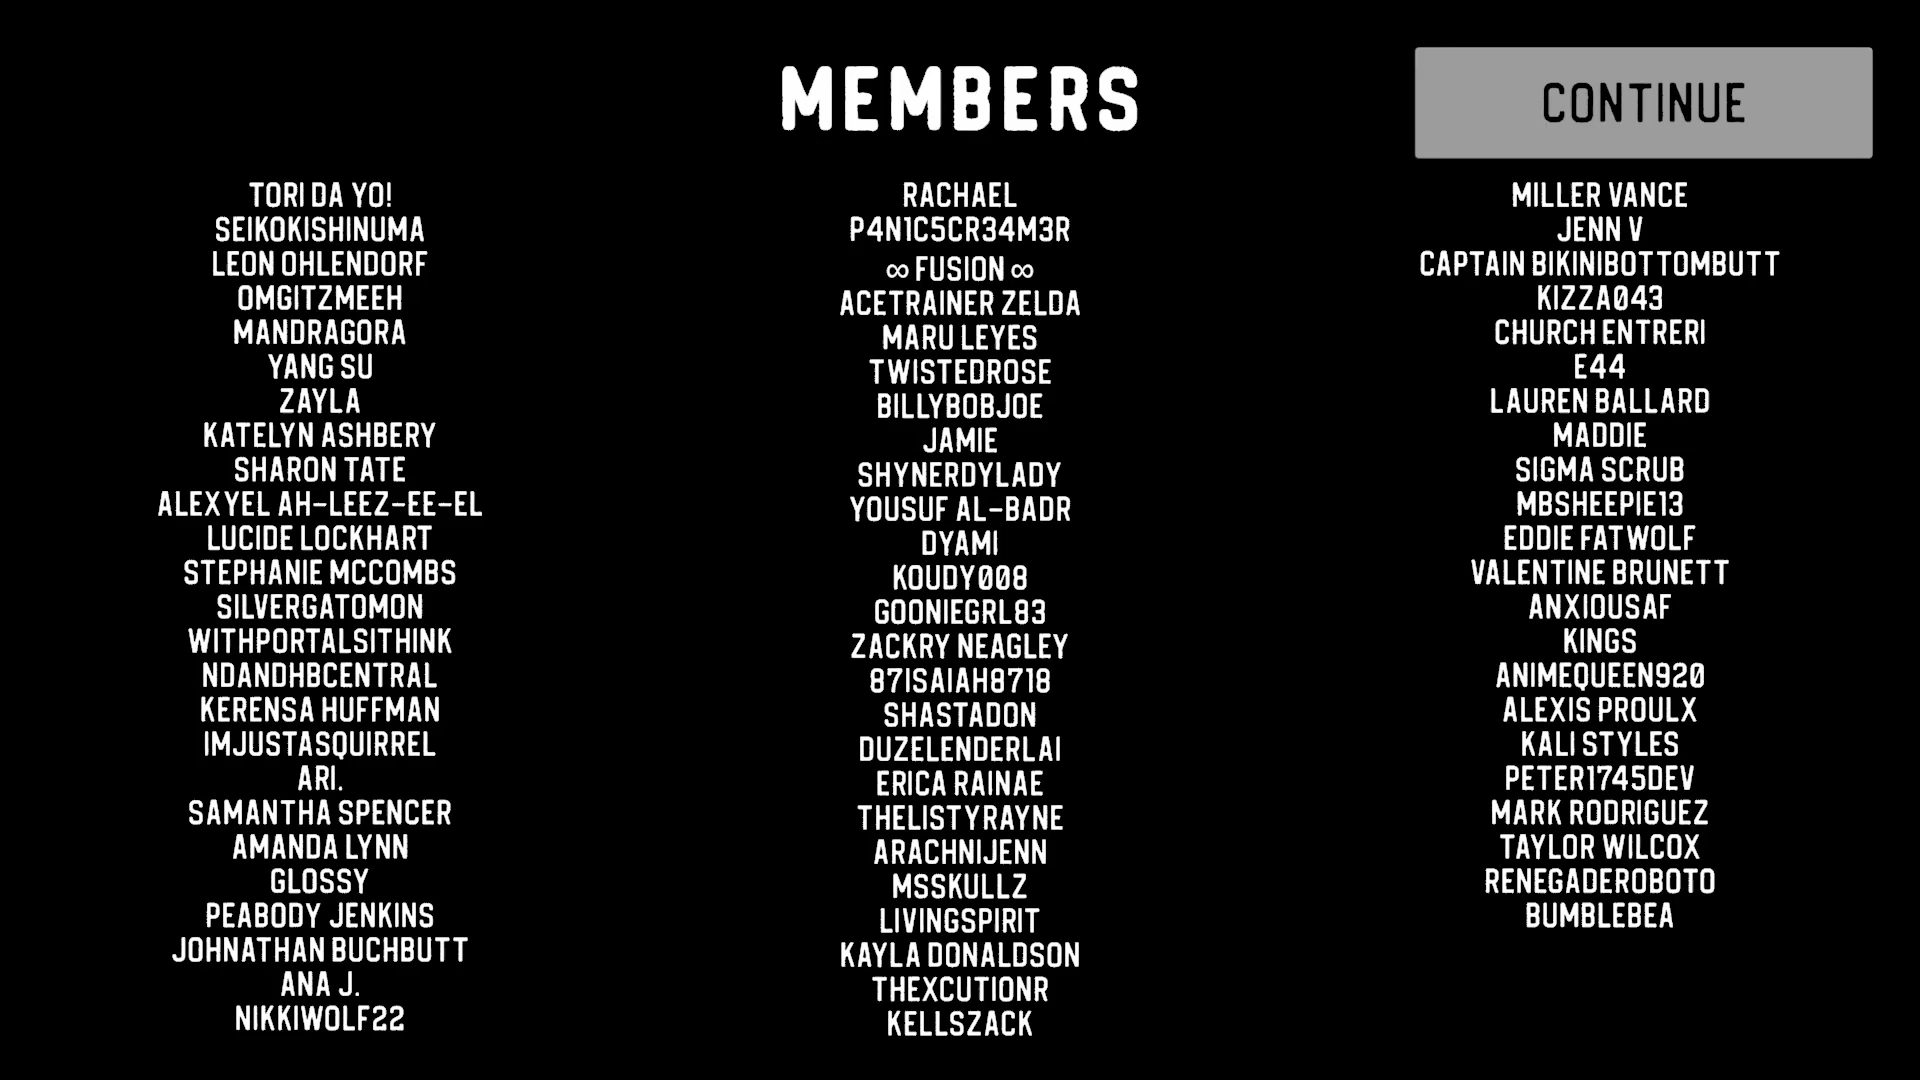 MEMBERS
CONTINUE
TORI DA YO!
SEIKOKISHINUMA
LEON OHLENDORF
OMGITZMEEH
MANDRAGORA
YANG SU
ZAYLA
KATELYN ASHBERY
SHARON TATE
ALEXYEL AH-LEEZ-EE-EL
LUCIDE LOCKHART
STEPHANIE MCCOMBS
SILVERGATOMON
WITHPORTALSITHINK
NDANDHBCENTRAL
KERENSA HUFFMAN
IMJUSTASQUIRREL
ARI.
SAMANTHA SPENCER
AMANDA LYNN
GLOSSY
PEABODY JENKINS
JOHNATHAN BUCHBUTT
ANA J.
NIKKIWOLF22
RACHAEL
P4N1C5CR34M3R
∞ FUSION ∞
ACETRAINER ZELDA
MARU LEYES
TWISTEDROSE
BILLYBOBJOE
JAMIE
SHYNERDYLADY
YOUSUF AL-BADR
DYAMI
KOUDY008
GOONIEGRL83
ZACKRY NEAGLEY
87ISAIAH8718
SHASTADON
DUZELENDERLAI
ERICA RAINAE
THELISTYRAYNE
ARACHNIJENN
MSSKULLZ
LIVINGSPIRIT
KAYLA DONALDSON
THEXCUTIONR
KELLSZACK
MILLER VANCE
JENN V
CAPTAIN BIKINIBOTTOMBUTT
KIZZA043
CHURCH ENTRERI
E44
LAUREN BALLARD
MADDIE
SIGMA SCRUB
MBSHEEPIE13
EDDIE FATWOLF
VALENTINE BRUNETT
ANXIOUSAF
KINGS
ANIMEQUEEN920
ALEXIS PROULX
KALI STYLES
PETER1745DEV
MARK RODRIGUEZ
TAYLOR WILCOX
RENEGADEROBOTO
BUMBLEBEA